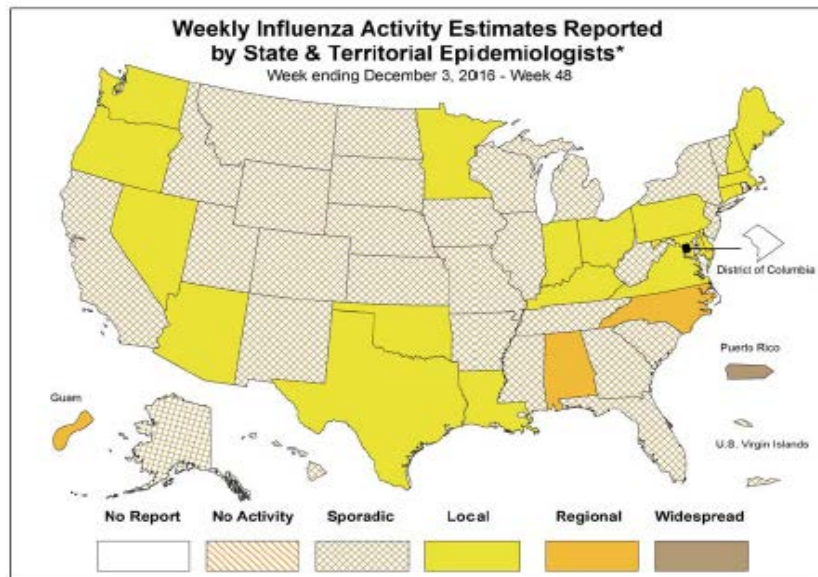 Weekly Influenza Activity Estimates Reported
by State & Territorial Epidemiologists*
Week ending December 3, 2016 - Week 48
District of Columbia
Puerto Rico
Guam
U.S. Virgin Islands
No Report
No Activity
Sporadic
Local
Regional
Widespread